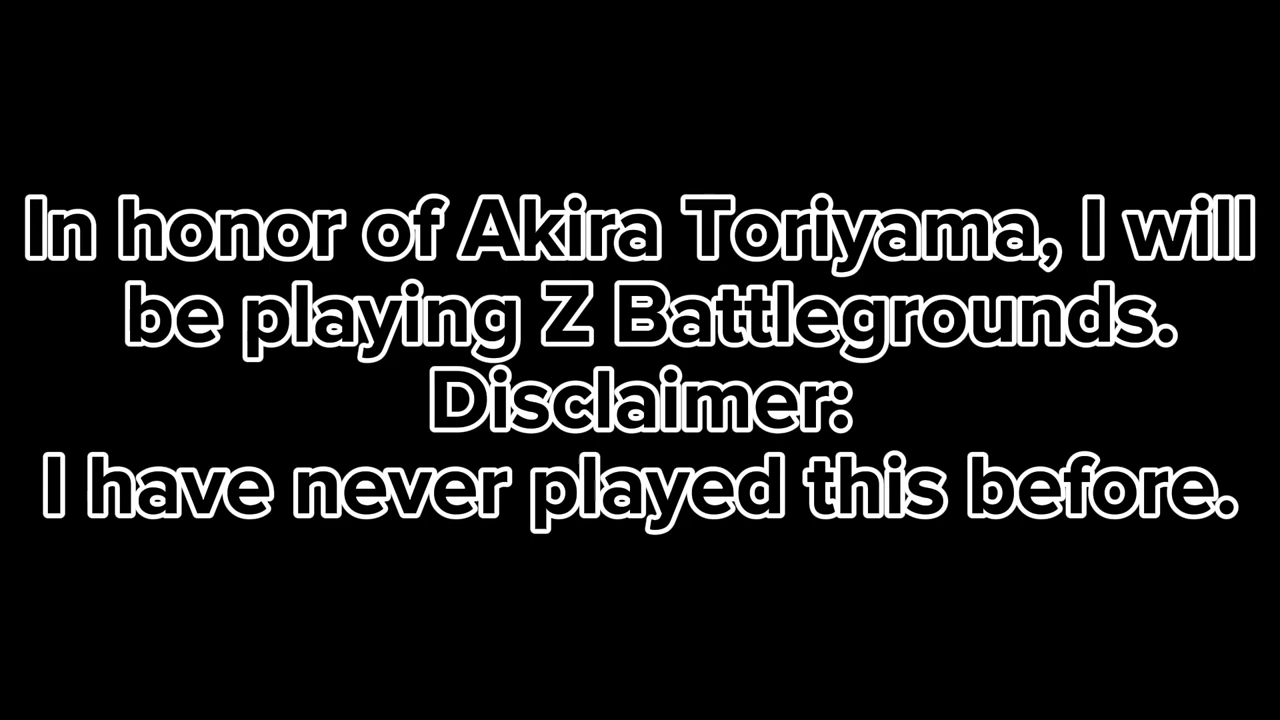 In honor of Akira Toriyama, I will
be playing Z Battlegrounds.
Disclaimer:
I have never played this before.